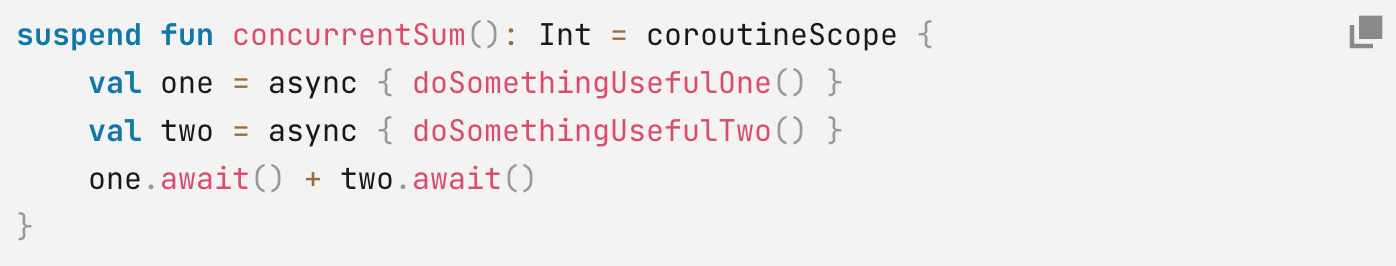 suspend fun concurrentSum(): Int = coroutineScope {
    val one = async { doSomethingUsefulOne() }
    val two = async { doSomethingUsefulTwo() }
    one.await() + two.await()
}